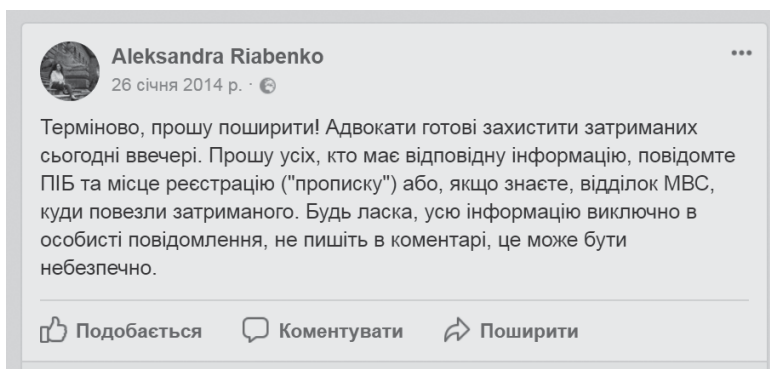 Aleksandra Riabenko
26 січня 2014 р. ·
Терміново, прошу поширити! Адвокати готові захистити затриманих
сьогодні ввечері. Прошу усіх, хто має відповідну інформацію, повідомте
ПІБ та місце реєстрацію ("прописку") або, якщо знаєте, відділок МВС,
куди повезли затриманого. Будь ласка, усю інформацію виключно в
особисті повідомлення, не пишіть в коментарі, це може бути
небезпечно.
Подобається Коментувати Поширити